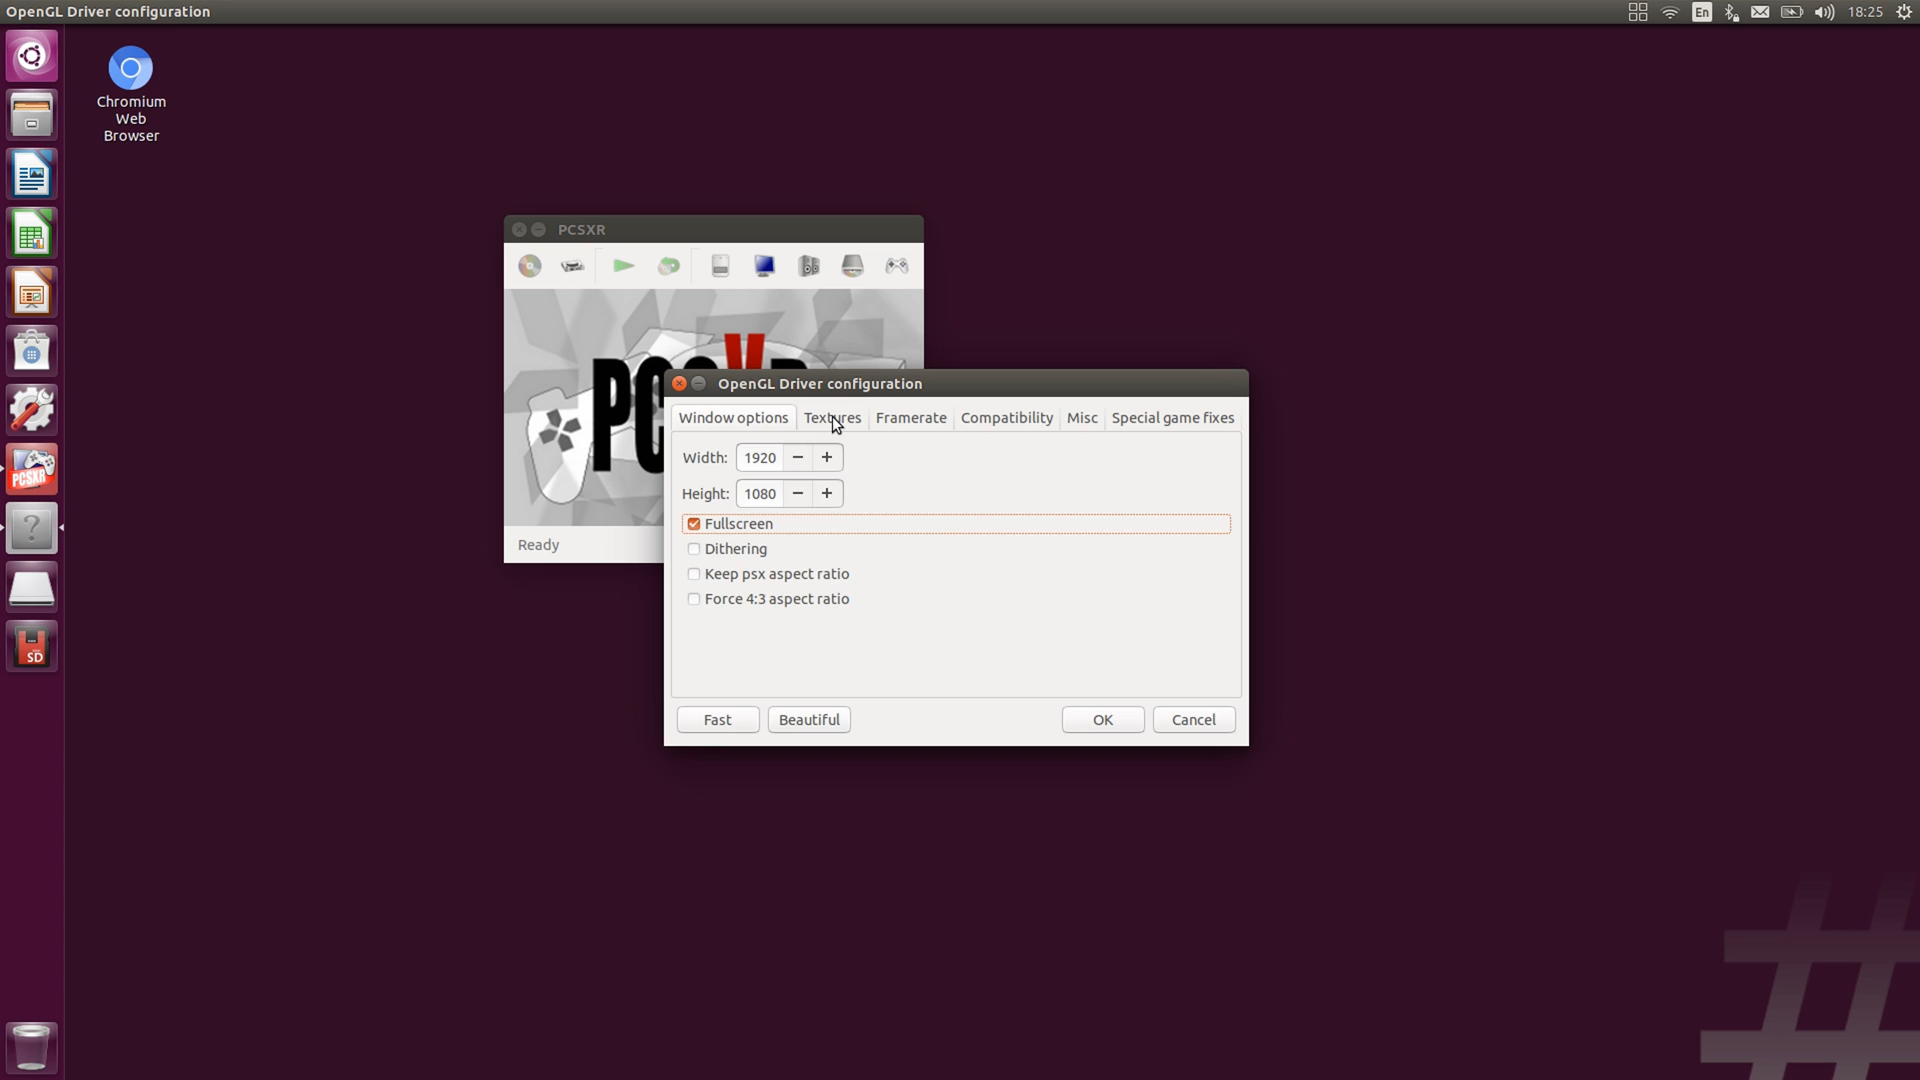 OpenGL Driver configuration
En
18:25
Chromium
Web
Browser
PCSXR
OpenGL Driver configuration
Window options Textures Framerate Compatibility Misc Special game fixes
Width: 1920
Height: 1080
Fullscreen
Dithering
Keep psx aspect ratio
Force 4:3 aspect ratio
Ready
Fast Beautiful OK Cancel
PCSXR
SD